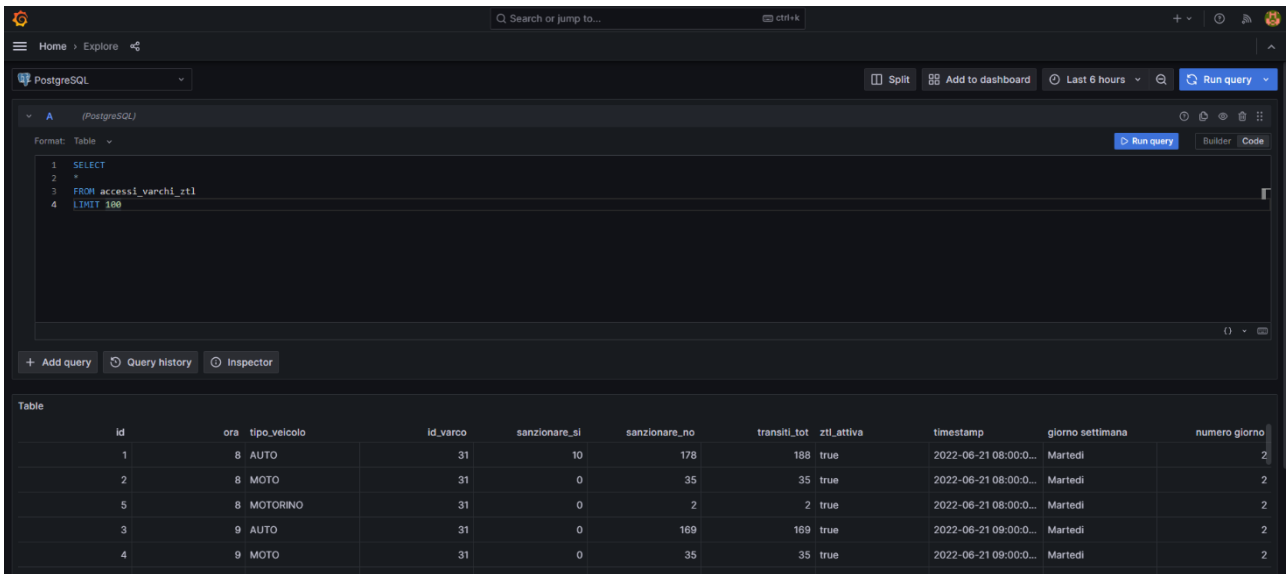 Search or jump to... ctrl+k
Home › Explore
PostgreSQL Split Add to dashboard Last 6 hours Run query
A (PostgreSQL)
Format: Table Run query Builder Code
1 SELECT
2 *
3 FROM accessi_varchi_ztl
4 LIMIT 100
{}
+ Add query Query history Inspector
Table
id ora tipo_veicolo id_varco sanzionare_si sanzionare_no transiti_tot ztl_attiva timestamp giorno settimana numero giorno
1 8 AUTO 31 10 178 188 true 2022-06-21 08:00:0... Martedi 2
2 8 MOTO 31 0 35 35 true 2022-06-21 08:00:0... Martedi 2
5 8 MOTORINO 31 0 2 2 true 2022-06-21 08:00:0... Martedi 2
3 9 AUTO 31 0 169 169 true 2022-06-21 09:00:0... Martedi 2
4 9 MOTO 31 0 35 35 true 2022-06-21 09:00:0... Martedi 2